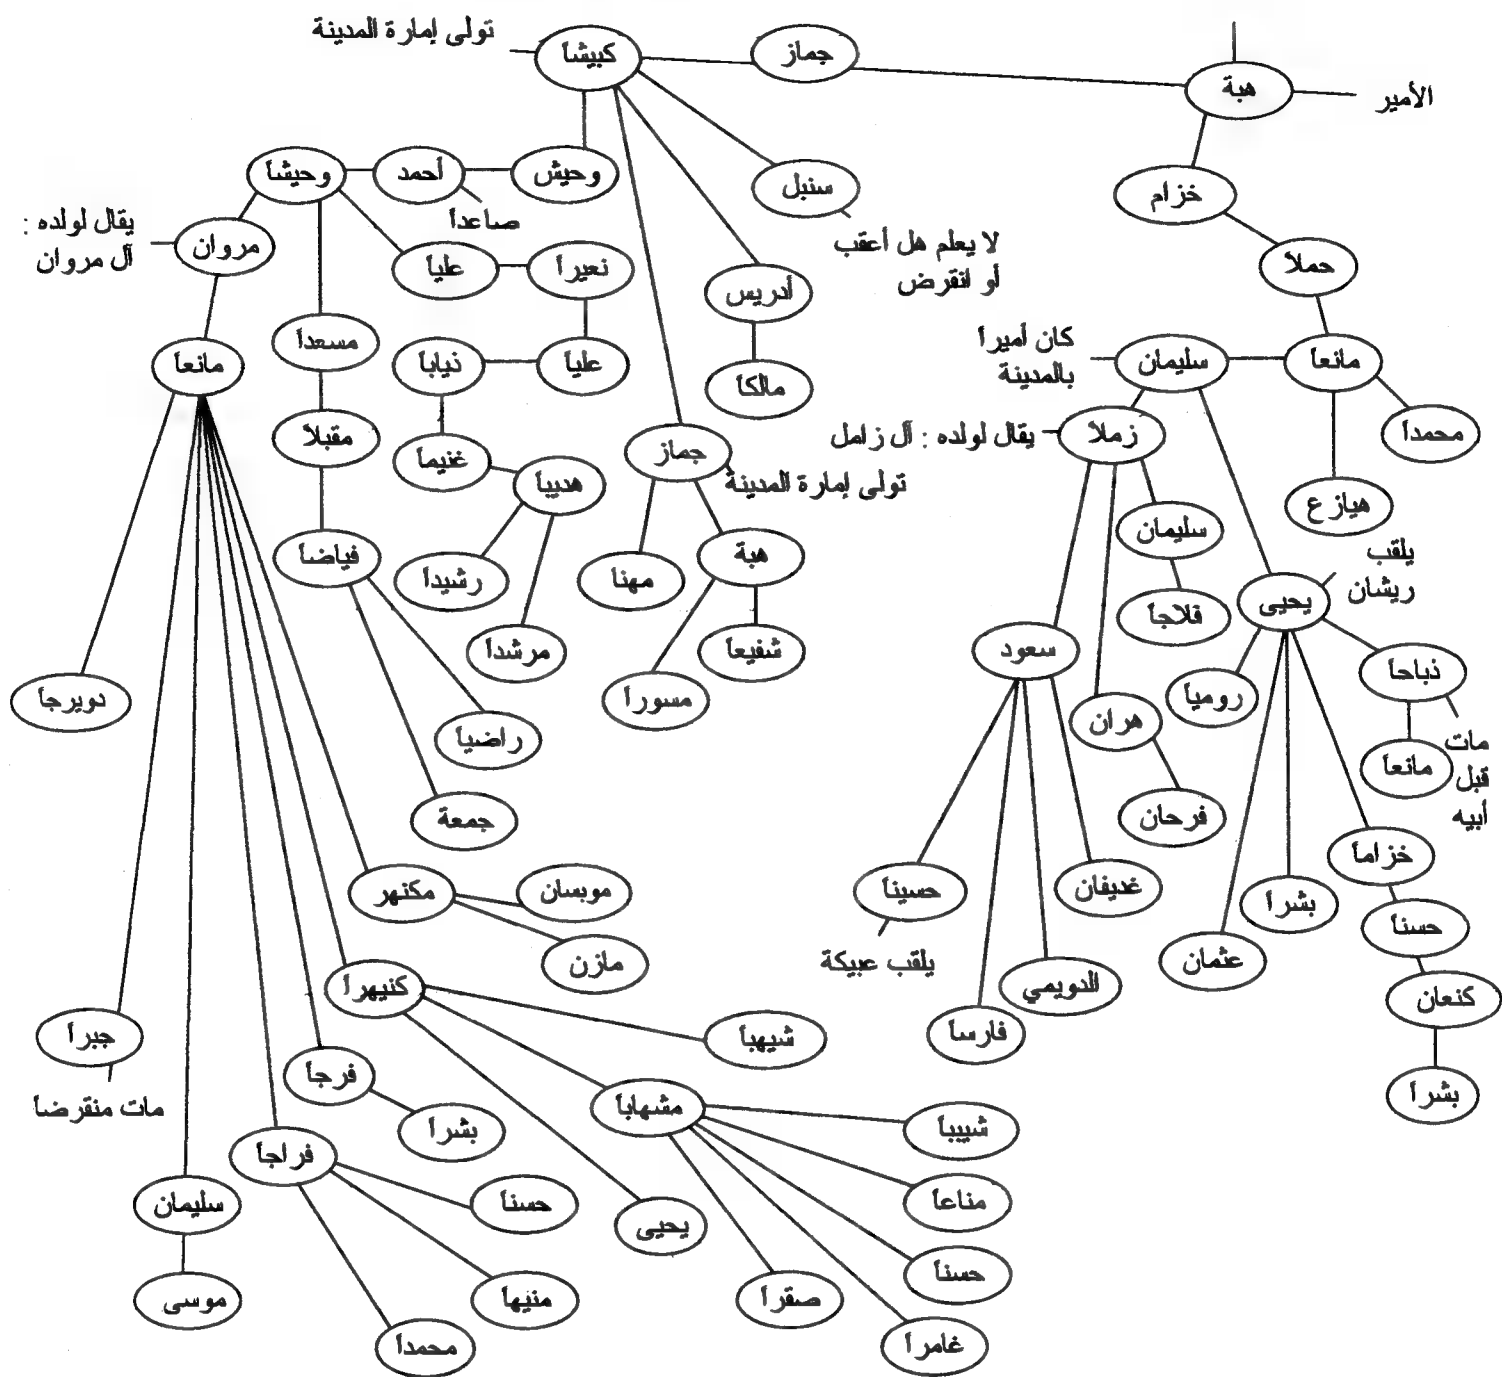 تولى إمارة المدينة
كبيشا
جماز
هبة
الأمير
وحيشا
أحمد
وحيش
سنبل
خزام
صاعدا
يقال لولده :
آل مروان
مروان
عليا
نعيرا
لا يعلم هل أعقب
أو انقرض
حملا
أدريس
مسعدا
مانعا
ذيابا
عليا
كان أميرا
بالمدينة
سليمان
مانعا
مالكا
مقبلا
غنيما
جماز
تولى إمارة المدينة
يقال لولده : آل زامل
زملا
محمدا
هديبا
هيازع
فياضا
رشيدا
مهنا
هبة
سليمان
يلقب
ريشان
يحيى
فلاجا
مرشدا
شفيعا
سعود
دويرجا
راضيا
مسورا
هران
روميا
ذباحا
مانعا
مات
قبل
أبيه
جمعة
فرحان
خزاما
مكنهر
موبسان
حسينا
يلقب عبيكة
غديفان
بشرا
مازن
حسنا
عثمان
كنيهرا
الدويمي
كنعان
جبرا
مات منقرضا
شيهبا
فارسا
فرجا
بشرا
مشهابا
بشرا
شبيبا
فراجا
سليمان
حسنا
يحيى
مناعا
موسى
منيها
صقرا
حسنا
محمدا
غامرا